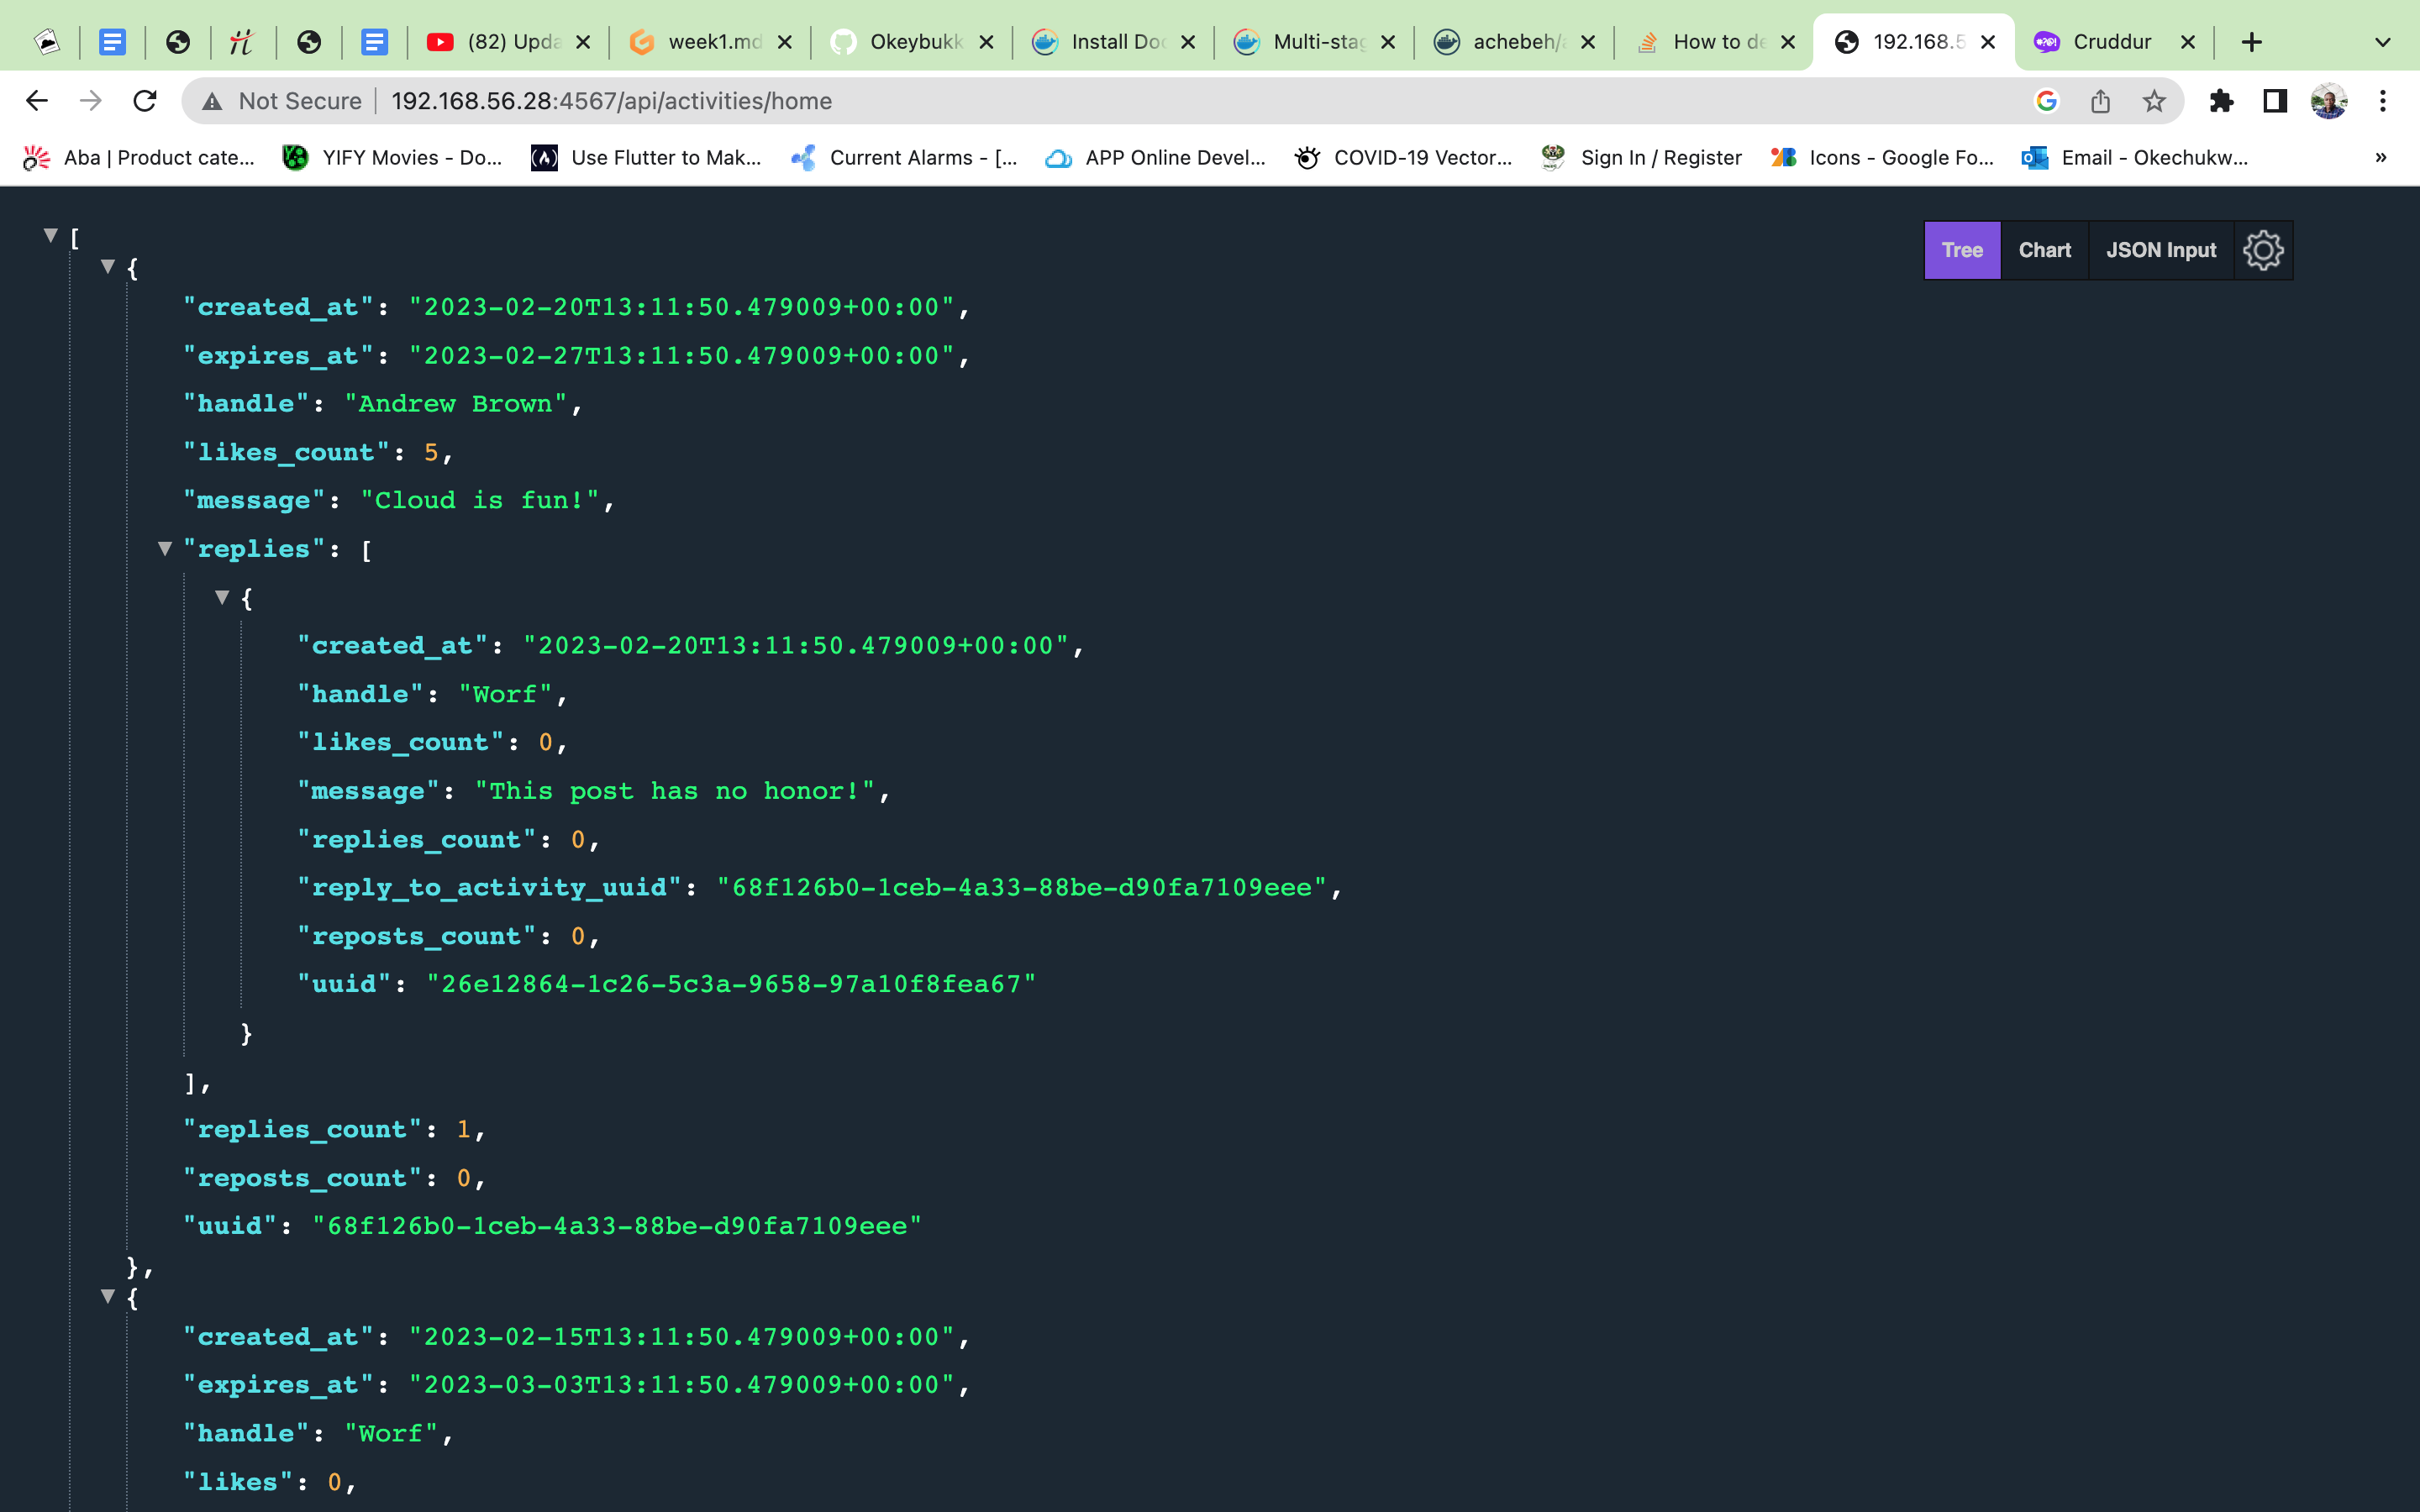 (82) Upda
week1.md
Okeybukk
Install Doc
Multi-stag
achebeh/a
How to de
192.168.5
Cruddur
Not Secure
192.168.56.28:4567/api/activities/home
Aba | Product cate...
YIFY Movies - Do...
Use Flutter to Mak...
Current Alarms - [...
APP Online Devel...
COVID-19 Vector...
Sign In / Register
Icons - Google Fo...
Email - Okechukw...
»
Tree
Chart
JSON Input
[
{
"created_at": "2023-02-20T13:11:50.479009+00:00",
"expires_at": "2023-02-27T13:11:50.479009+00:00",
"handle": "Andrew Brown",
"likes_count": 5,
"message": "Cloud is fun!",
"replies": [
{
"created_at": "2023-02-20T13:11:50.479009+00:00",
"handle": "Worf",
"likes_count": 0,
"message": "This post has no honor!",
"replies_count": 0,
"reply_to_activity_uuid": "68f126b0-1ceb-4a33-88be-d90fa7109eee",
"reposts_count": 0,
"uuid": "26e12864-1c26-5c3a-9658-97a10f8fea67"
}
],
"replies_count": 1,
"reposts_count": 0,
"uuid": "68f126b0-1ceb-4a33-88be-d90fa7109eee"
},
{
"created_at": "2023-02-15T13:11:50.479009+00:00",
"expires_at": "2023-03-03T13:11:50.479009+00:00",
"handle": "Worf",
"likes": 0,